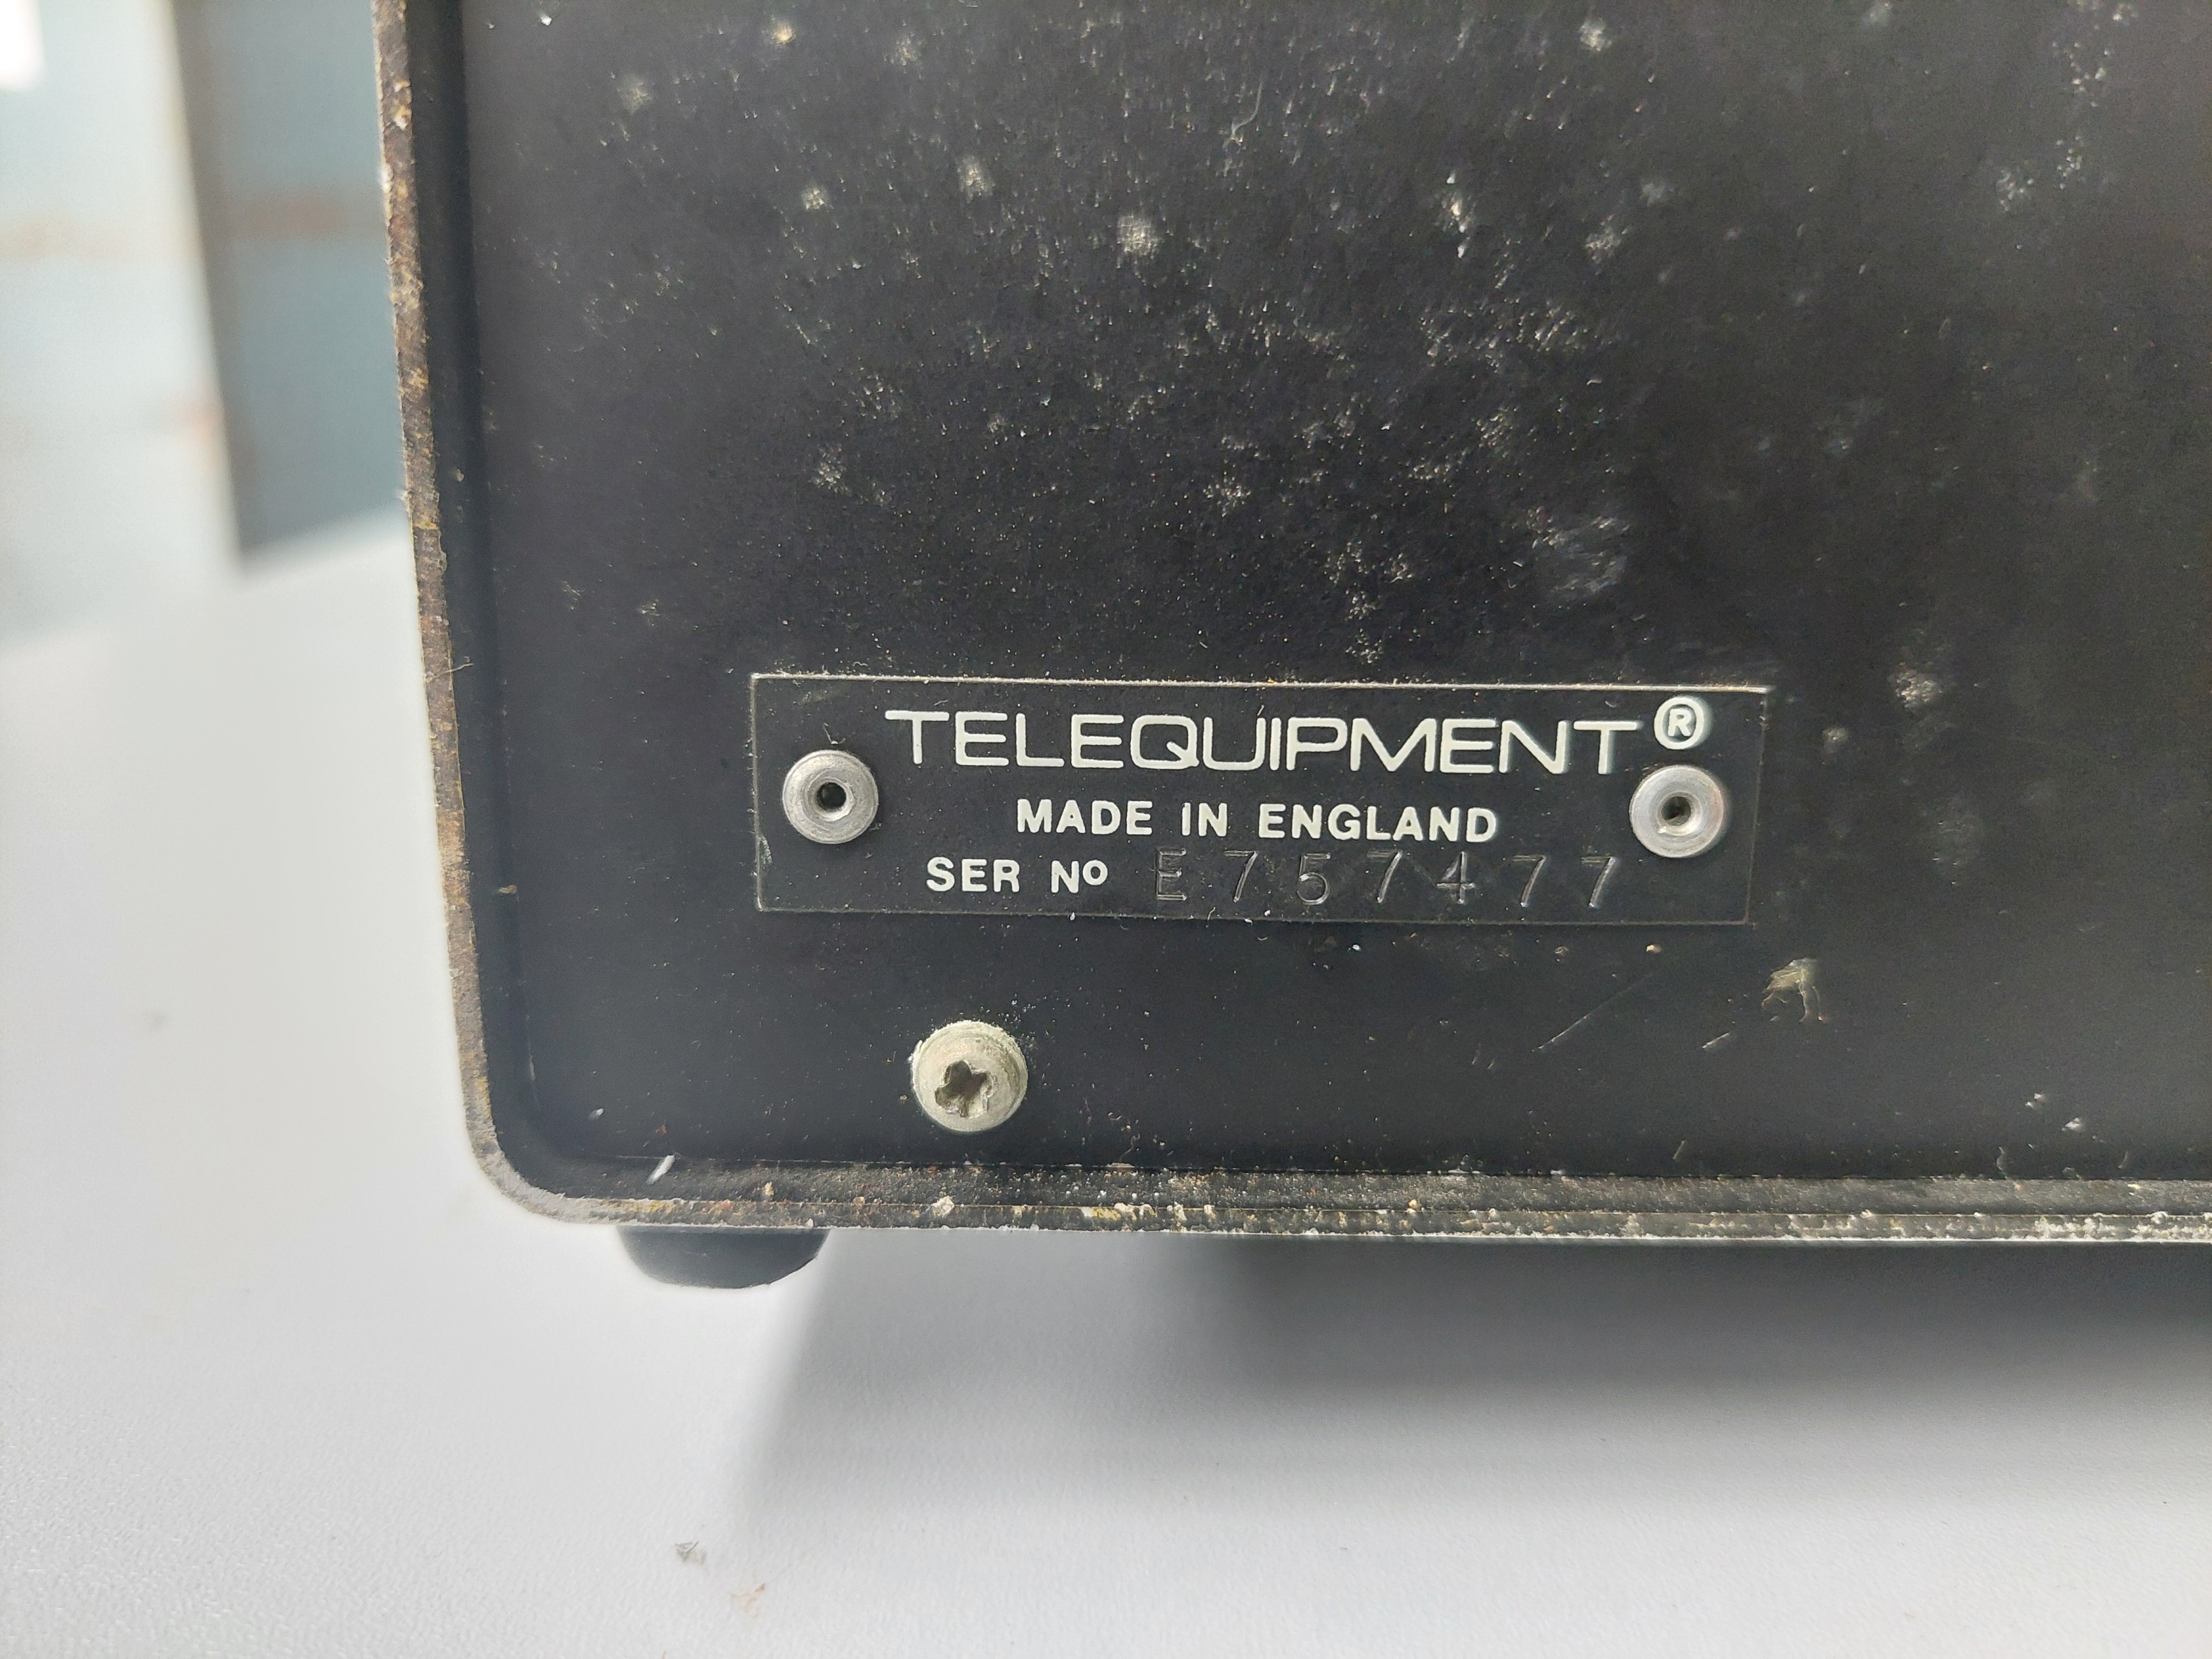 TELEQUIPMENT®
MADE IN ENGLAND
SER Nº E757477